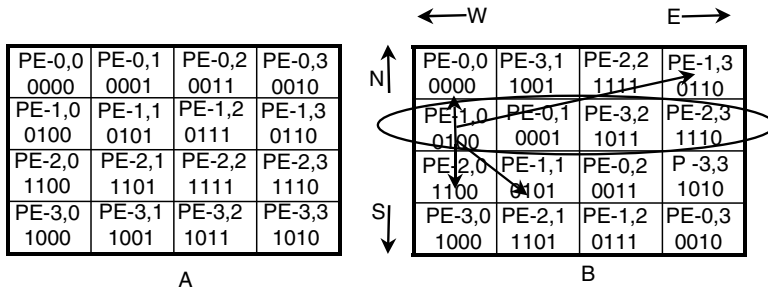 W E
N
S
PE-0,0 PE-0,1 PE-0,2 PE-0,3
0000 0001 0011 0010
PE-1,0 PE-1,1 PE-1,2 PE-1,3
0100 0101 0111 0110
PE-2,0 PE-2,1 PE-2,2 PE-2,3
1100 1101 1111 1110
PE-3,0 PE-3,1 PE-3,2 PE-3,3
1000 1001 1011 1010
A
PE-0,0 PE-3,1 PE-2,2 PE-1,3
0000 1001 1111 0110
PE-1,0 PE-0,1 PE-3,2 PE-2,3
0100 0001 1011 1110
PE-2,0 PE-1,1 PE-0,2 P -3,3
1100 0101 0011 1010
PE-3,0 PE-2,1 PE-1,2 PE-0,3
1000 1101 0111 0010
B